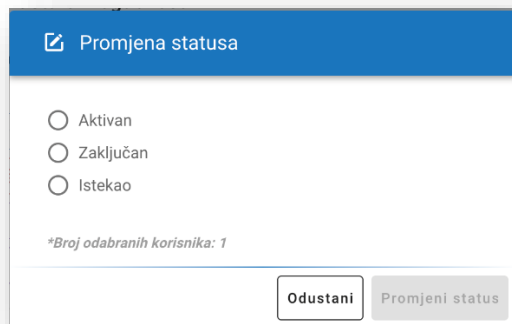 Promjena statusa
Aktivan
Zaključan
Istekao
*Broj odabranih korisnika: 1
Odustani
Promjeni status